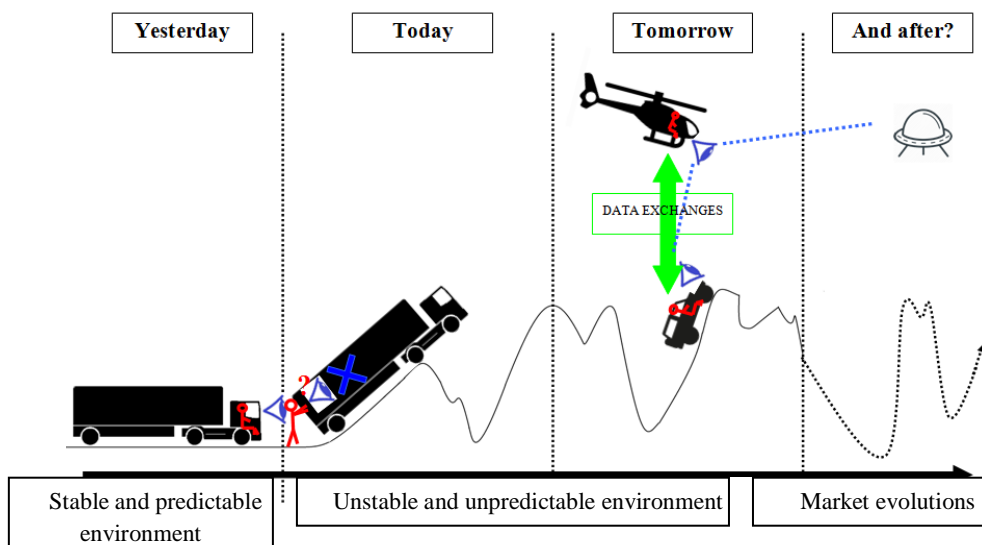 Yesterday
Today
Tomorrow
And after?
DATA EXCHANGES
?
Stable and predictable
environment
Unstable and unpredictable environment
Market evolutions